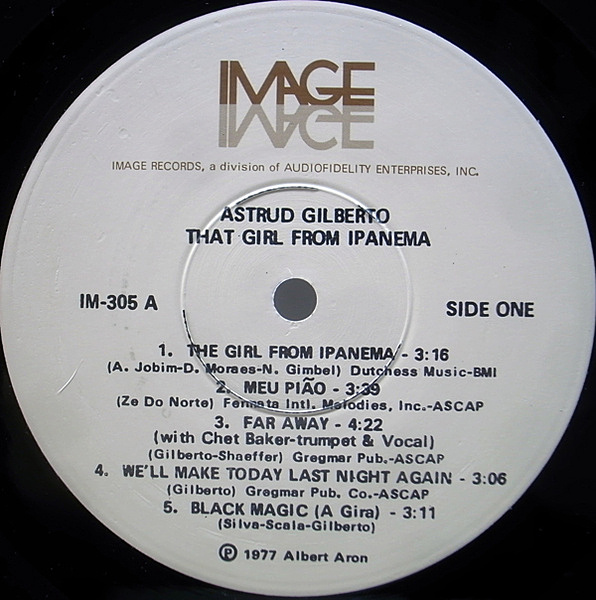 IMAGE
IMAGE RECORDS, a division of AUDIOFIDELITY ENTERPRISES, INC.
ASTRUD GILBERTO
THAT GIRL FROM IPANEMA
IM-305 A
SIDE ONE
1. THE GIRL FROM IPANEMA - 3:16
(A. Jobim-D. Moraes-N. Gimbel) Dutchess Music-BMI
2. MEU PIÃO - 3:39
(Ze Do Norte) Fermata Intl. Melodies, Inc.-ASCAP
3. FAR AWAY - 4:22
(with Chet Baker-trumpet & Vocal)
(Gilberto-Shaeffer) Gregmar Pub.-ASCAP
4. WE'LL MAKE TODAY LAST NIGHT AGAIN - 3:06
(Gilberto) Gregmar Pub. Co.-ASCAP
5. BLACK MAGIC (A Gira) - 3:11
(Silva-Scala-Gilberto)
℗ 1977 Albert Aron